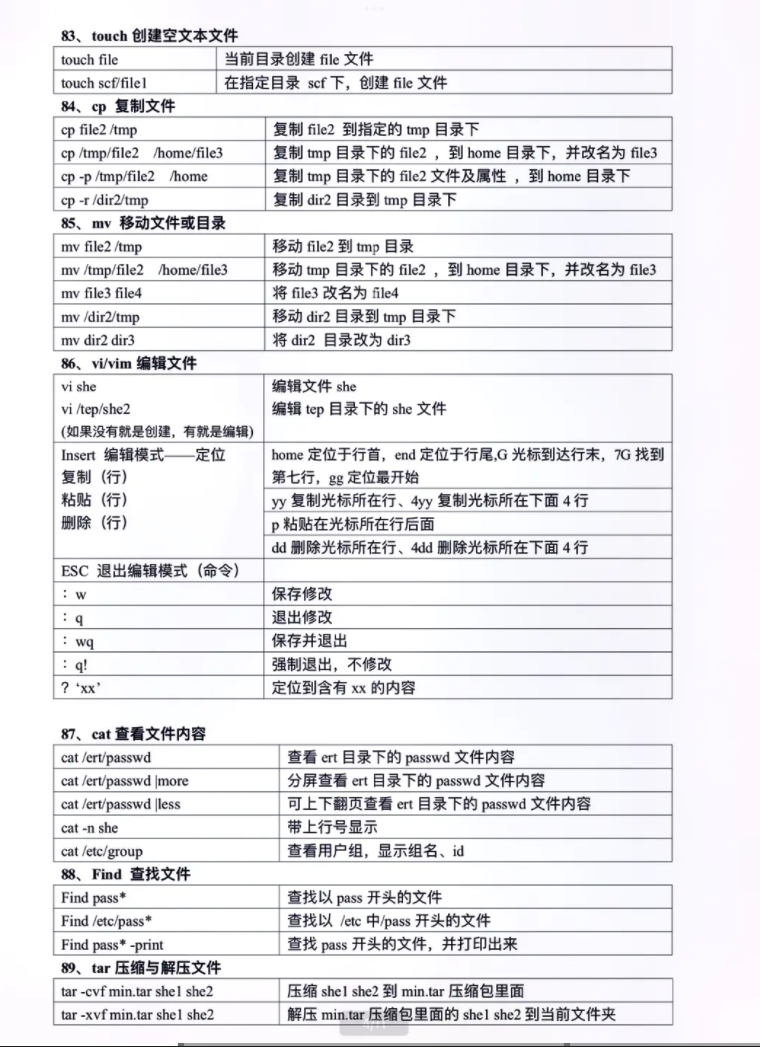 83、touch 创建空文本文件
touch file 当前目录创建 file 文件
touch scf/file1 在指定目录 scf 下，创建 file 文件
84、cp 复制文件
cp file2 /tmp 复制 file2 到指定的 tmp 目录下
cp /tmp/file2 /home/file3 复制 tmp 目录下的 file2 ，到 home 目录下，并改名为 file3
cp -p /tmp/file2 /home 复制 tmp 目录下的 file2 文件及属性 ，到 home 目录下
cp -r /dir2/tmp 复制 dir2 目录到 tmp 目录下
85、mv 移动文件或目录
mv file2 /tmp 移动 file2 到 tmp 目录
mv /tmp/file2 /home/file3 移动 tmp 目录下的 file2 ，到 home 目录下，并改名为 file3
mv file3 file4 将 file3 改名为 file4
mv /dir2/tmp 移动 dir2 目录到 tmp 目录下
mv dir2 dir3 将 dir2 目录改为 dir3
86、vi/vim 编辑文件
vi she 编辑文件 she
vi /tep/she2 编辑 tep 目录下的 she 文件
(如果没有就是创建，有就是编辑)
Insert 编辑模式——定位 home 定位于行首，end 定位于行尾,G 光标到达行末，7G 找到
复制（行） 第七行，gg 定位最开始
粘贴（行） yy 复制光标所在行、4yy 复制光标所在下面 4 行
删除（行） p 粘贴在光标所在行后面
dd 删除光标所在行、4dd 删除光标所在下面 4 行
ESC 退出编辑模式（命令）
：w 保存修改
：q 退出修改
：wq 保存并退出
：q! 强制退出，不修改
？‘xx’ 定位到含有 xx 的内容
87、cat 查看文件内容
cat /ert/passwd 查看 ert 目录下的 passwd 文件内容
cat /ert/passwd |more 分屏查看 ert 目录下的 passwd 文件内容
cat /ert/passwd |less 可上下翻页查看 ert 目录下的 passwd 文件内容
cat -n she 带上行号显示
cat /etc/group 查看用户组，显示组名、id
88、Find 查找文件
Find pass* 查找以 pass 开头的文件
Find /etc/pass* 查找以 /etc 中/pass 开头的文件
Find pass* -print 查找 pass 开头的文件，并打印出来
89、tar 压缩与解压文件
tar -cvf min.tar she1 she2 压缩 she1 she2 到 min.tar 压缩包里面
tar -xvf min.tar she1 she2 解压 min.tar 压缩包里面的 she1 she2 到当前文件夹